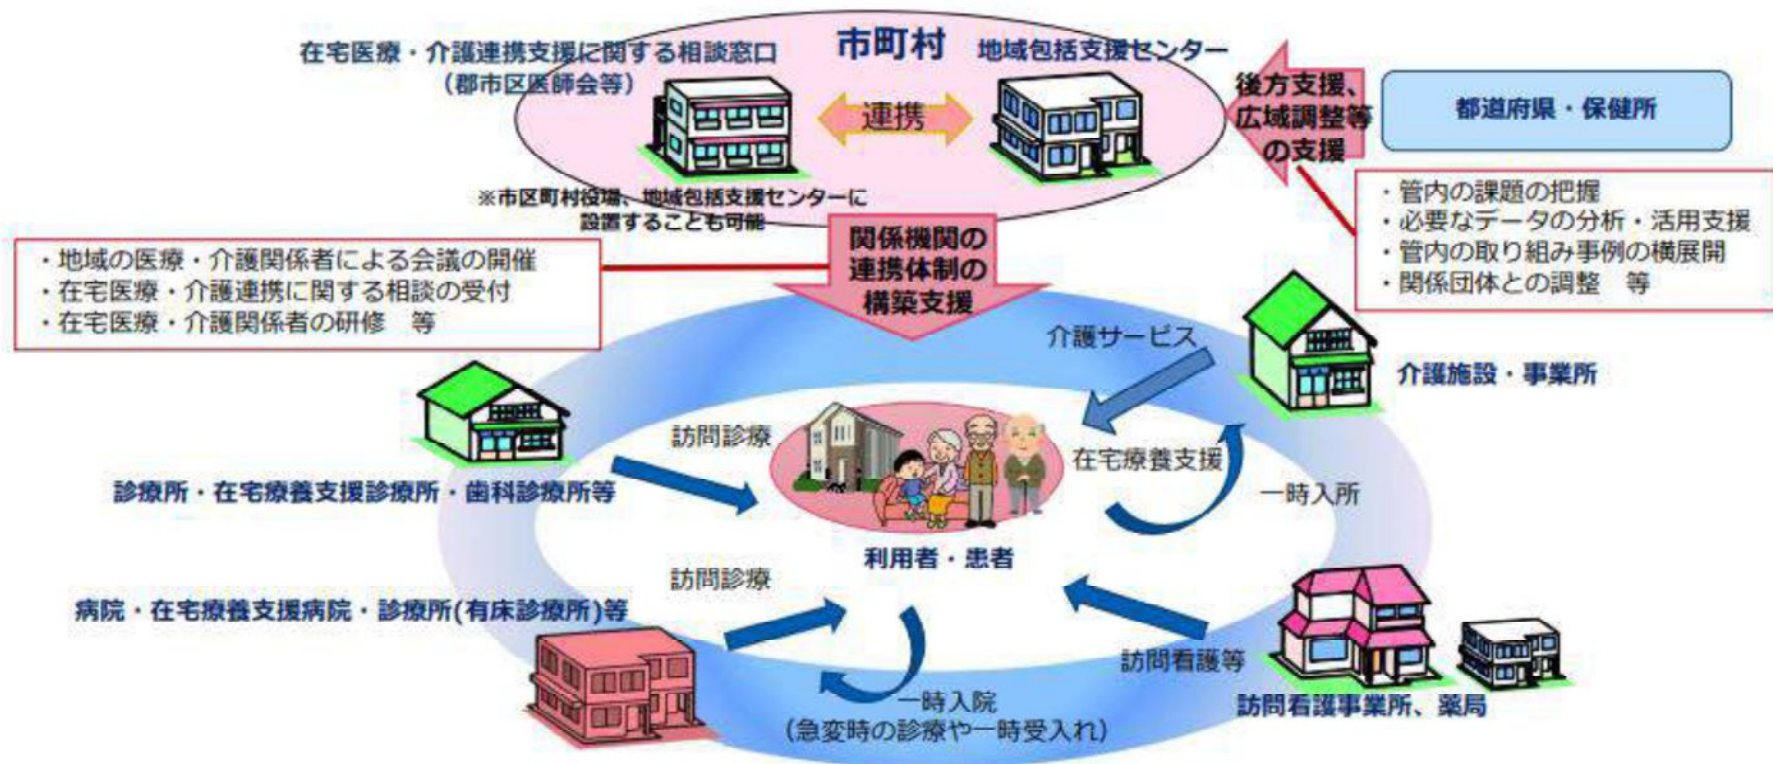 市町村
在宅医療・介護連携支援に関する相談窓口
（郡市区医師会等）
地域包括支援センター
連携
※市区町村役場、地域包括支援センターに
設置することも可能
後方支援、
広域調整等
の支援
都道府県・保健所
・管内の課題の把握
・必要なデータの分析・活用支援
・管内の取り組み事例の横展開
・関係団体との調整　等
関係機関の
連携体制の
構築支援
・地域の医療・介護関係者による会議の開催
・在宅医療・介護連携に関する相談の受付
・在宅医療・介護関係者の研修　等
介護サービス
介護施設・事業所
訪問診療
在宅療養支援
一時入所
診療所・在宅療養支援診療所・歯科診療所等
利用者・患者
訪問診療
病院・在宅療養支援病院・診療所(有床診療所)等
訪問看護等
一時入院
（急変時の診療や一時受入れ）
訪問看護事業所、薬局